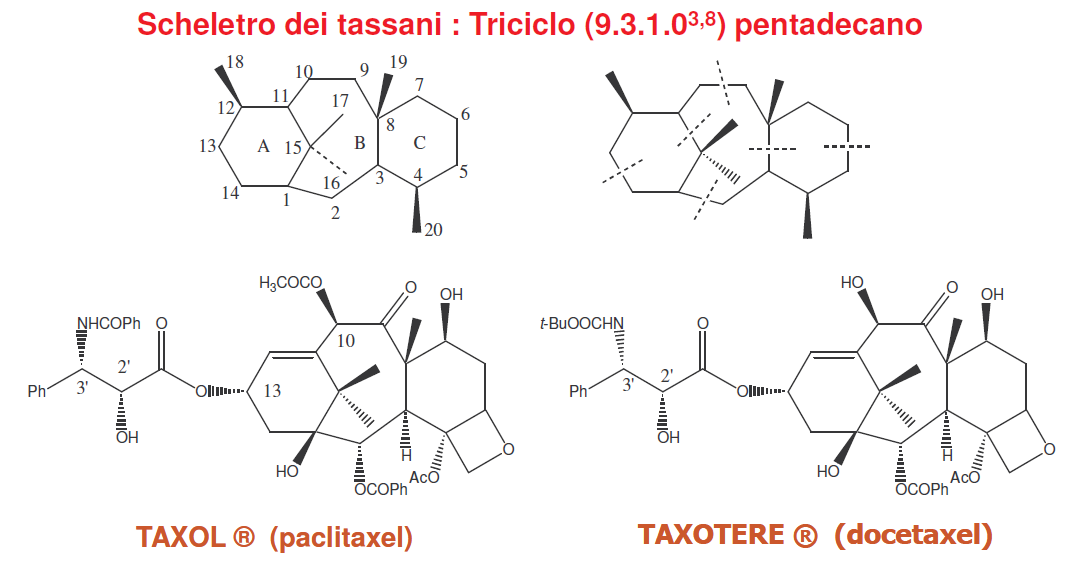 Scheletro dei tassani : Triciclo (9.3.1.0³,⁸) pentadecano
18
10
9
19
12
11
17
7
8
6
13
A
15
B
C
14
16
3
4
5
1
2
20
H₃COCO
O
OH
NHCOPh
O
10
Ph
3'
2'
O
13
OH
HO
H
O
AcO
OCOPh
HO
O
OH
t-BuOOCHN
O
Ph
3'
2'
O
OH
HO
H
O
AcO
OCOPh
TAXOL ® (paclitaxel)
TAXOTERE ® (docetaxel)